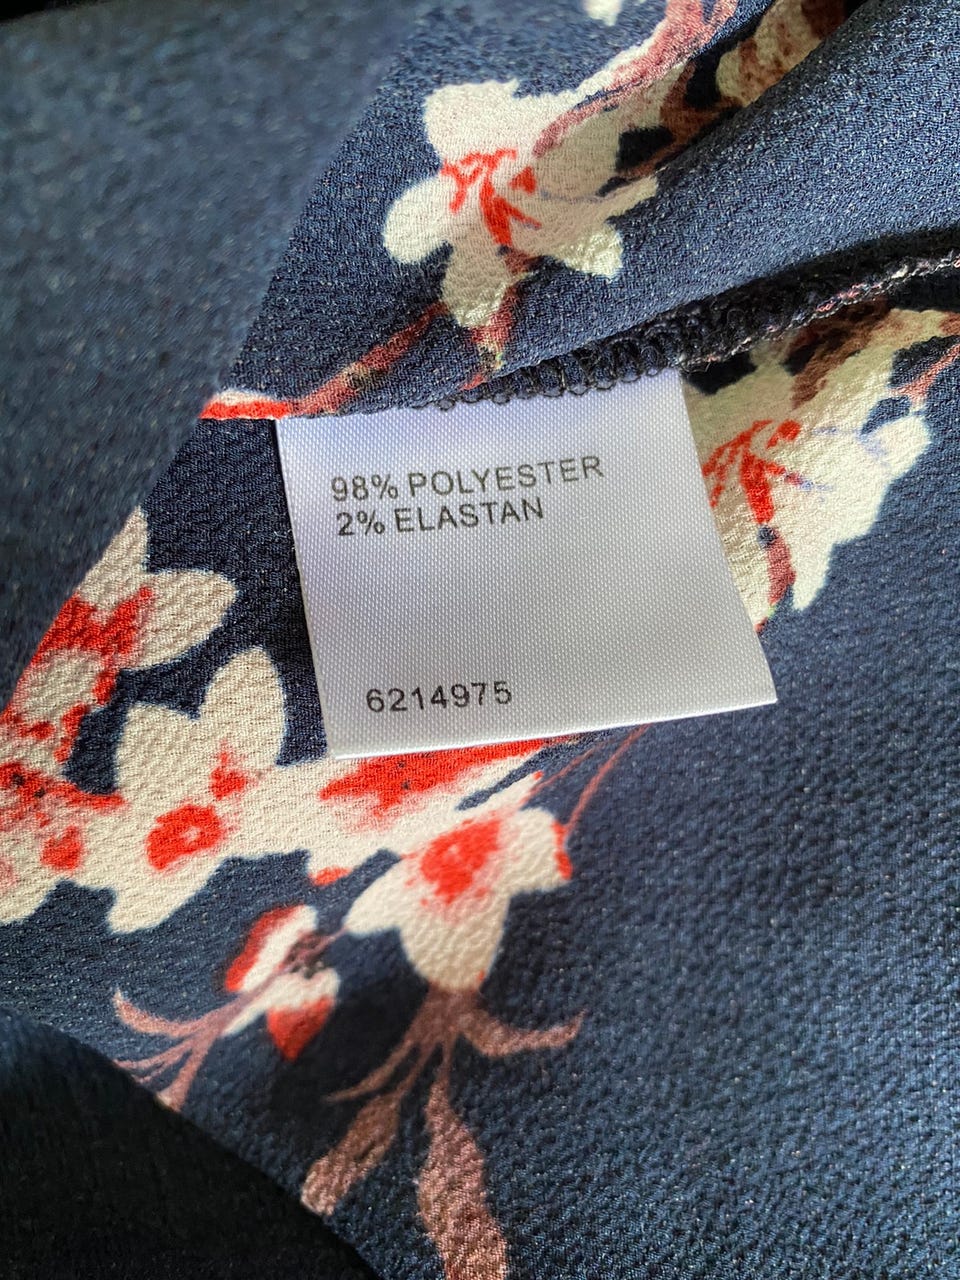 98% POLYESTER
2% ELASTAN
6214975